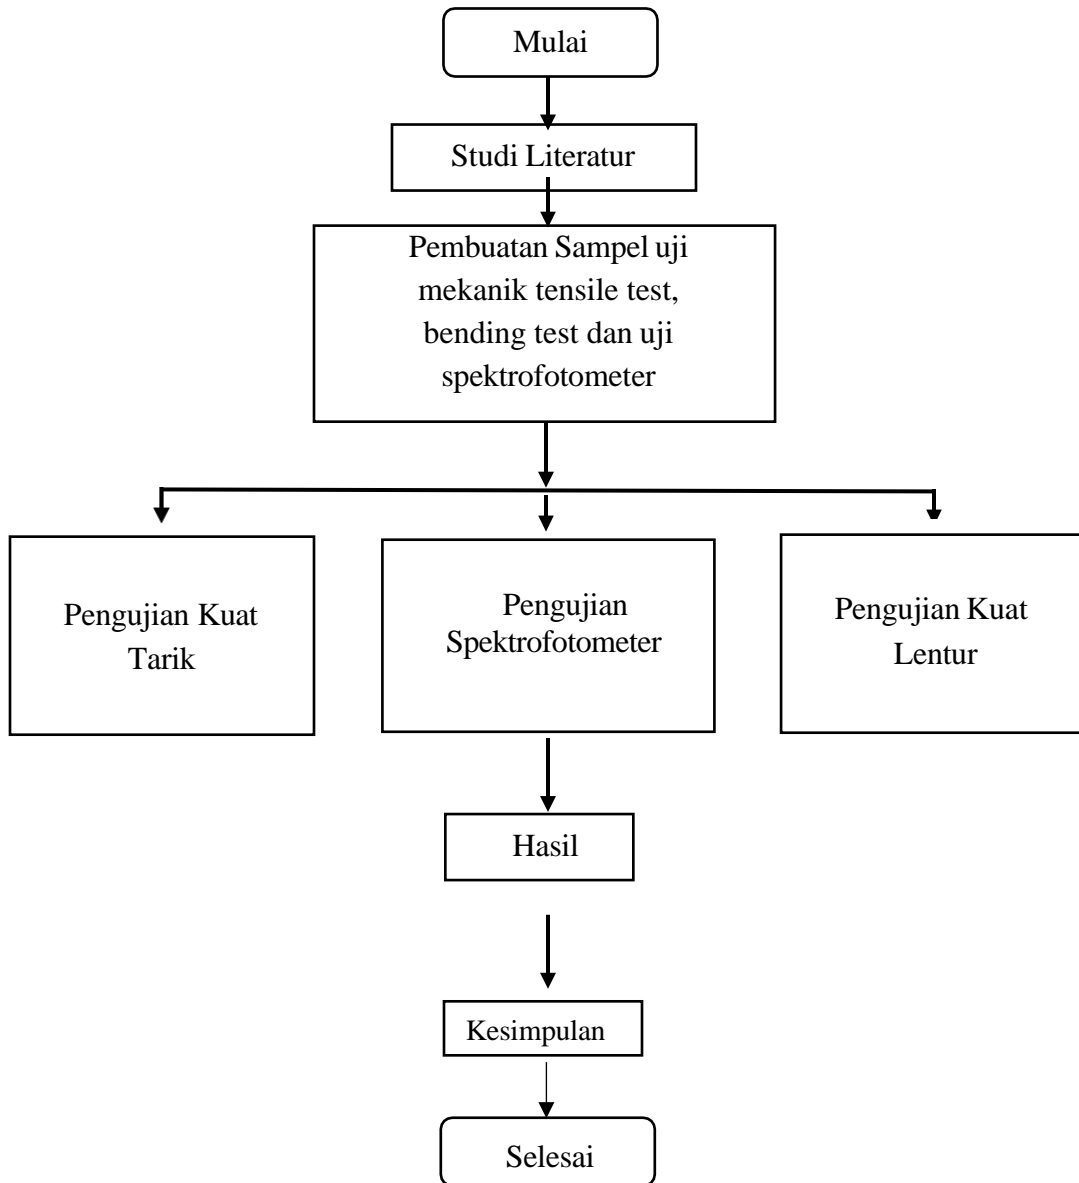 Mulai
Studi Literatur
Pembuatan Sampel uji
mekanik tensile test,
bending test dan uji
spektrofotometer
Pengujian Kuat
Tarik
Pengujian
Spektrofotometer
Pengujian Kuat
Lentur
Hasil
Kesimpulan
Selesai